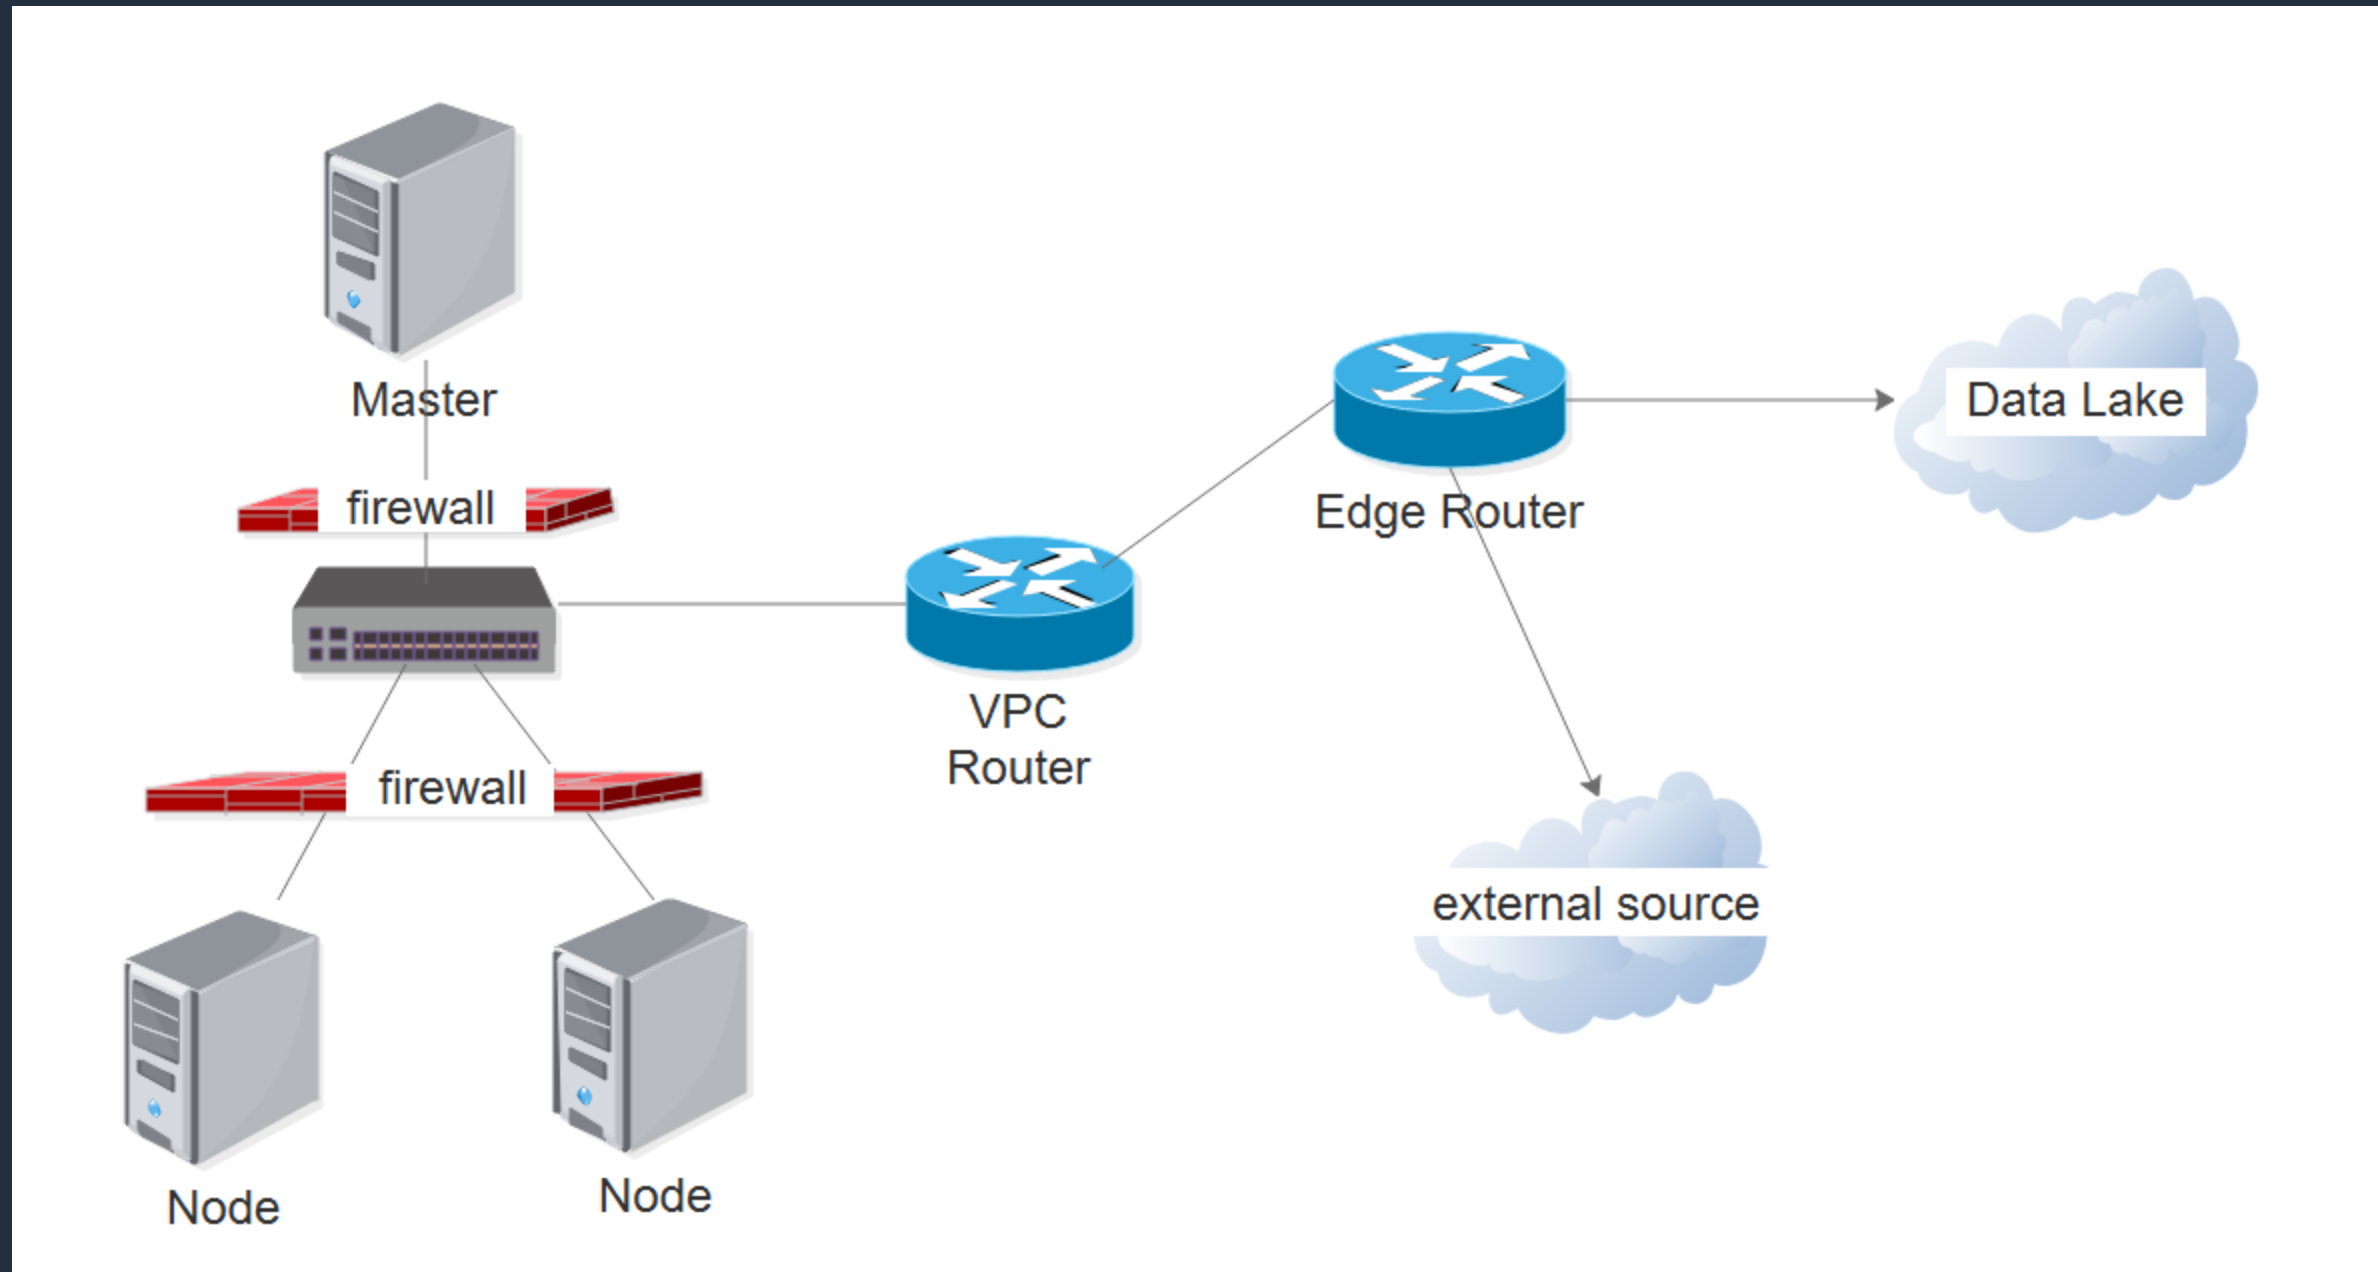 Master
firewall
firewall
Node
Node
VPC
Router
Edge Router
Data Lake
external source